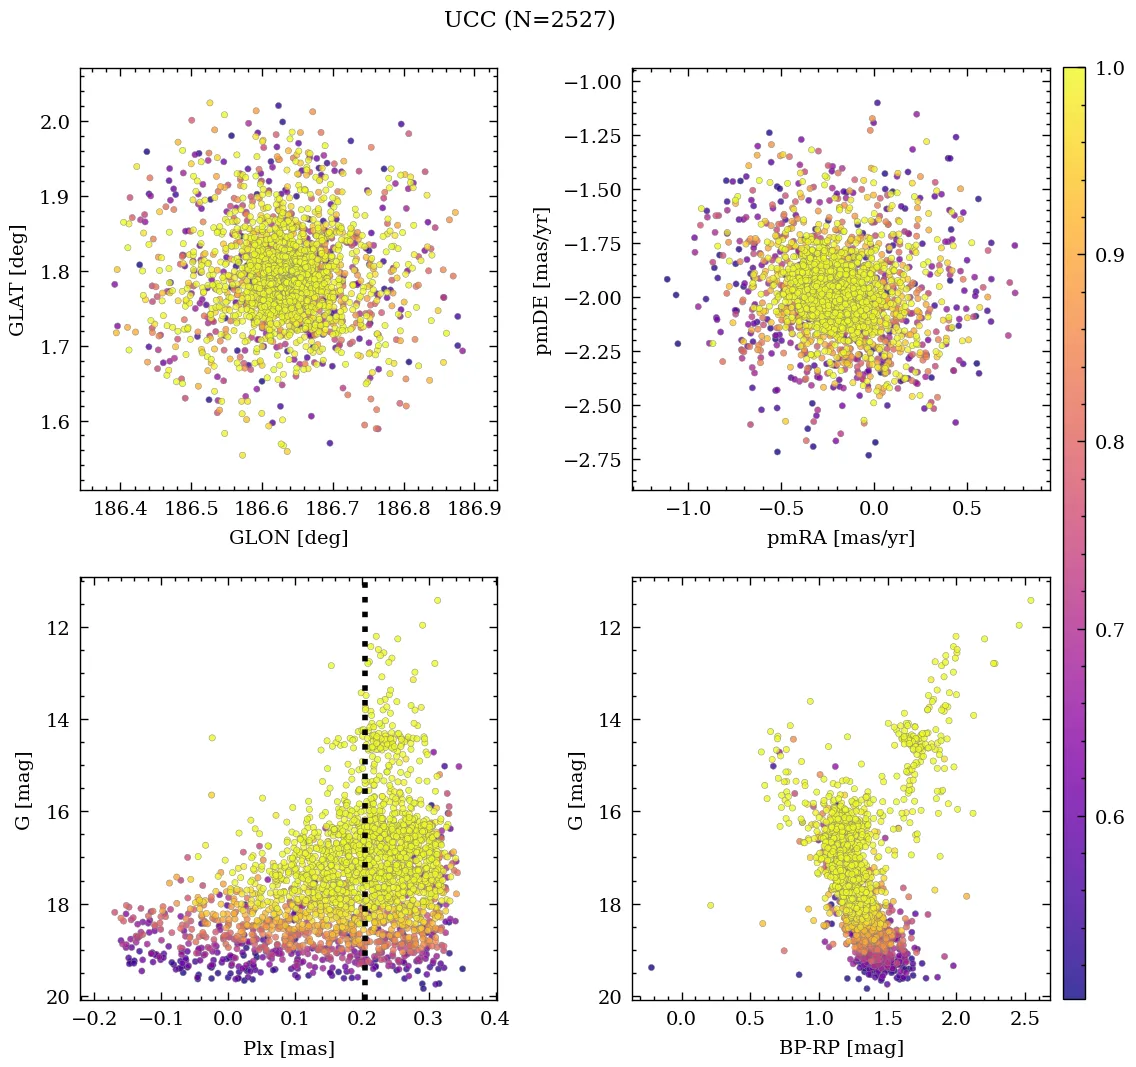 UCC (N=2527)
2.0
1.9
1.8
1.7
1.6
GLAT [deg]
186.4 186.5 186.6 186.7 186.8 186.9
GLON [deg]
−1.00
−1.25
−1.50
−1.75
−2.00
−2.25
−2.50
−2.75
pmDE [mas/yr]
−1.0 −0.5 0.0 0.5
pmRA [mas/yr]
1.0
0.9
0.8
0.7
0.6
12
14
16
18
20
G [mag]
−0.2 −0.1 0.0 0.1 0.2 0.3 0.4
Plx [mas]
12
14
16
18
20
G [mag]
0.0 0.5 1.0 1.5 2.0 2.5
BP-RP [mag]